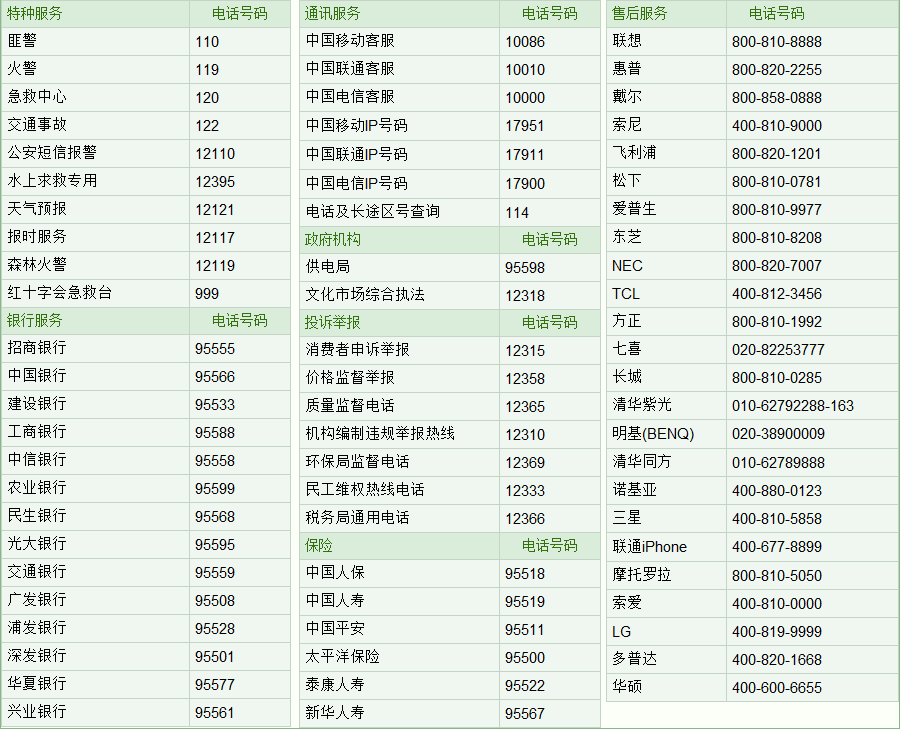 特种服务 电话号码
匪警 110
火警 119
急救中心 120
交通事故 122
公安短信报警 12110
水上求救专用 12395
天气预报 12121
报时服务 12117
森林火警 12119
红十字会急救台 999
银行服务 电话号码
招商银行 95555
中国银行 95566
建设银行 95533
工商银行 95588
中信银行 95558
农业银行 95599
民生银行 95568
光大银行 95595
交通银行 95559
广发银行 95508
浦发银行 95528
深发银行 95501
华夏银行 95577
兴业银行 95561
通讯服务 电话号码
中国移动客服 10086
中国联通客服 10010
中国电信客服 10000
中国移动IP号码 17951
中国联通IP号码 17911
中国电信IP号码 17900
电话及长途区号查询 114
政府机构 电话号码
供电局 95598
文化市场综合执法 12318
投诉举报 电话号码
消费者申诉举报 12315
价格监督举报 12358
质量监督电话 12365
机构编制违规举报热线 12310
环保局监督电话 12369
民工维权热线电话 12333
税务局通用电话 12366
保险 电话号码
中国人保 95518
中国人寿 95519
中国平安 95511
太平洋保险 95500
泰康人寿 95522
新华人寿 95567
售后服务 电话号码
联想 800-810-8888
惠普 800-820-2255
戴尔 800-858-0888
索尼 400-810-9000
飞利浦 800-820-1201
松下 800-810-0781
爱普生 800-810-9977
东芝 800-810-8208
NEC 800-820-7007
TCL 400-812-3456
方正 800-810-1992
七喜 020-82253777
长城 800-810-0285
清华紫光 010-62792288-163
明基(BENQ) 020-38900009
清华同方 010-62789888
诺基亚 400-880-0123
三星 400-810-5858
联通iPhone 400-677-8899
摩托罗拉 800-810-5050
索爱 400-810-0000
LG 400-819-9999
多普达 400-820-1668
华硕 400-600-6655